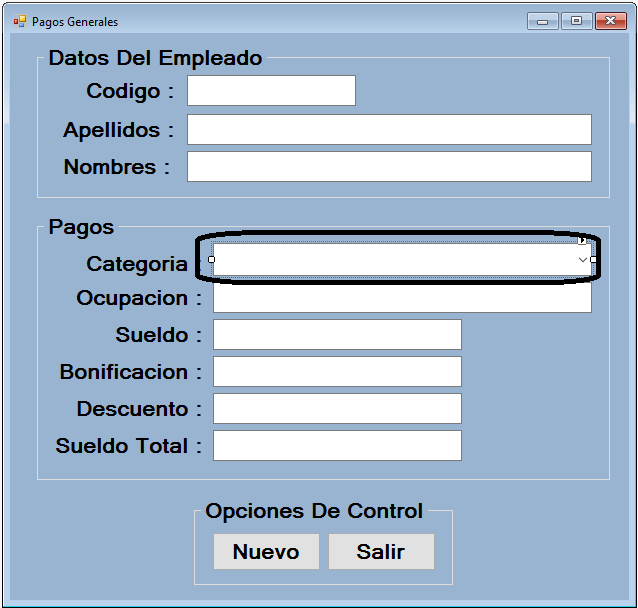 Pagos Generales
Datos Del Empleado
Codigo :
Apellidos :
Nombres :
Pagos
Categoria :
Ocupacion :
Sueldo :
Bonificacion :
Descuento :
Sueldo Total :
Opciones De Control
Nuevo Salir